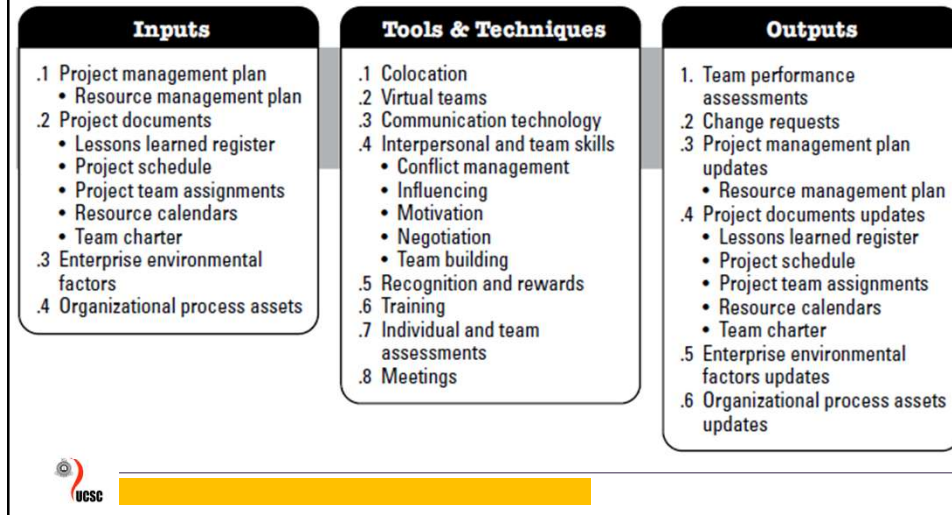 Inputs
.1 Project management plan
• Resource management plan
.2 Project documents
• Lessons learned register
• Project schedule
• Project team assignments
• Resource calendars
• Team charter
.3 Enterprise environmental
factors
.4 Organizational process assets
Tools & Techniques
.1 Colocation
.2 Virtual teams
.3 Communication technology
.4 Interpersonal and team skills
• Conflict management
• Influencing
• Motivation
• Negotiation
• Team building
.5 Recognition and rewards
.6 Training
.7 Individual and team
assessments
.8 Meetings
Outputs
1. Team performance
assessments
.2 Change requests
.3 Project management plan
updates
• Resource management plan
.4 Project documents updates
• Lessons learned register
• Project schedule
• Project team assignments
• Resource calendars
• Team charter
.5 Enterprise environmental
factors updates
.6 Organizational process assets
updates
UCSC